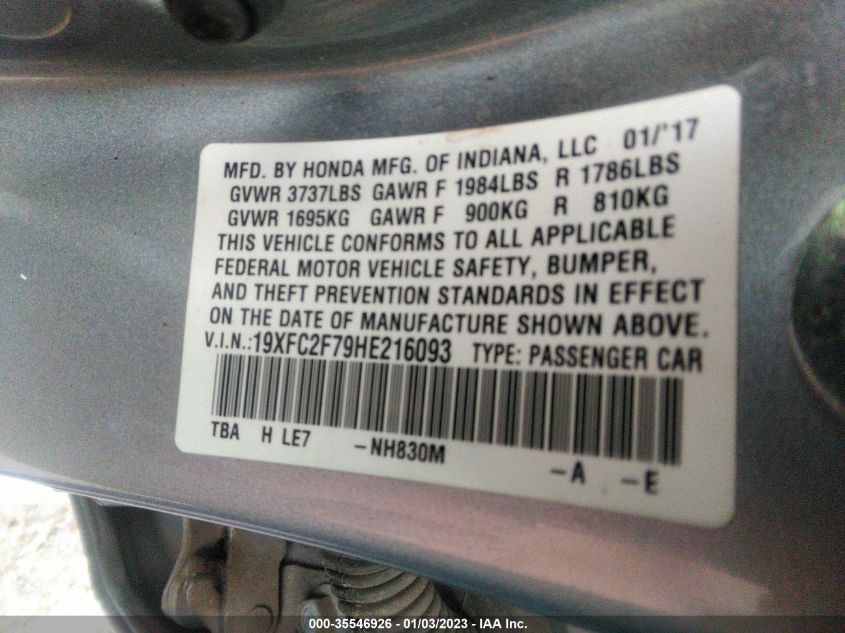 MFD. BY HONDA MFG. OF INDIANA, LLC 01/'17
GVWR 3737LBS GAWR F 1984LBS R 1786LBS
GVWR 1695KG GAWR F 900KG R 810KG
THIS VEHICLE CONFORMS TO ALL APPLICABLE
FEDERAL MOTOR VEHICLE SAFETY, BUMPER,
AND THEFT PREVENTION STANDARDS IN EFFECT
ON THE DATE OF MANUFACTURE SHOWN ABOVE.
V.I.N.:19XFC2F79HE216093 TYPE: PASSENGER CAR
TBA H LE7 -NH830M -A -E
000-35546926 - 01/03/2023 - IAA Inc.